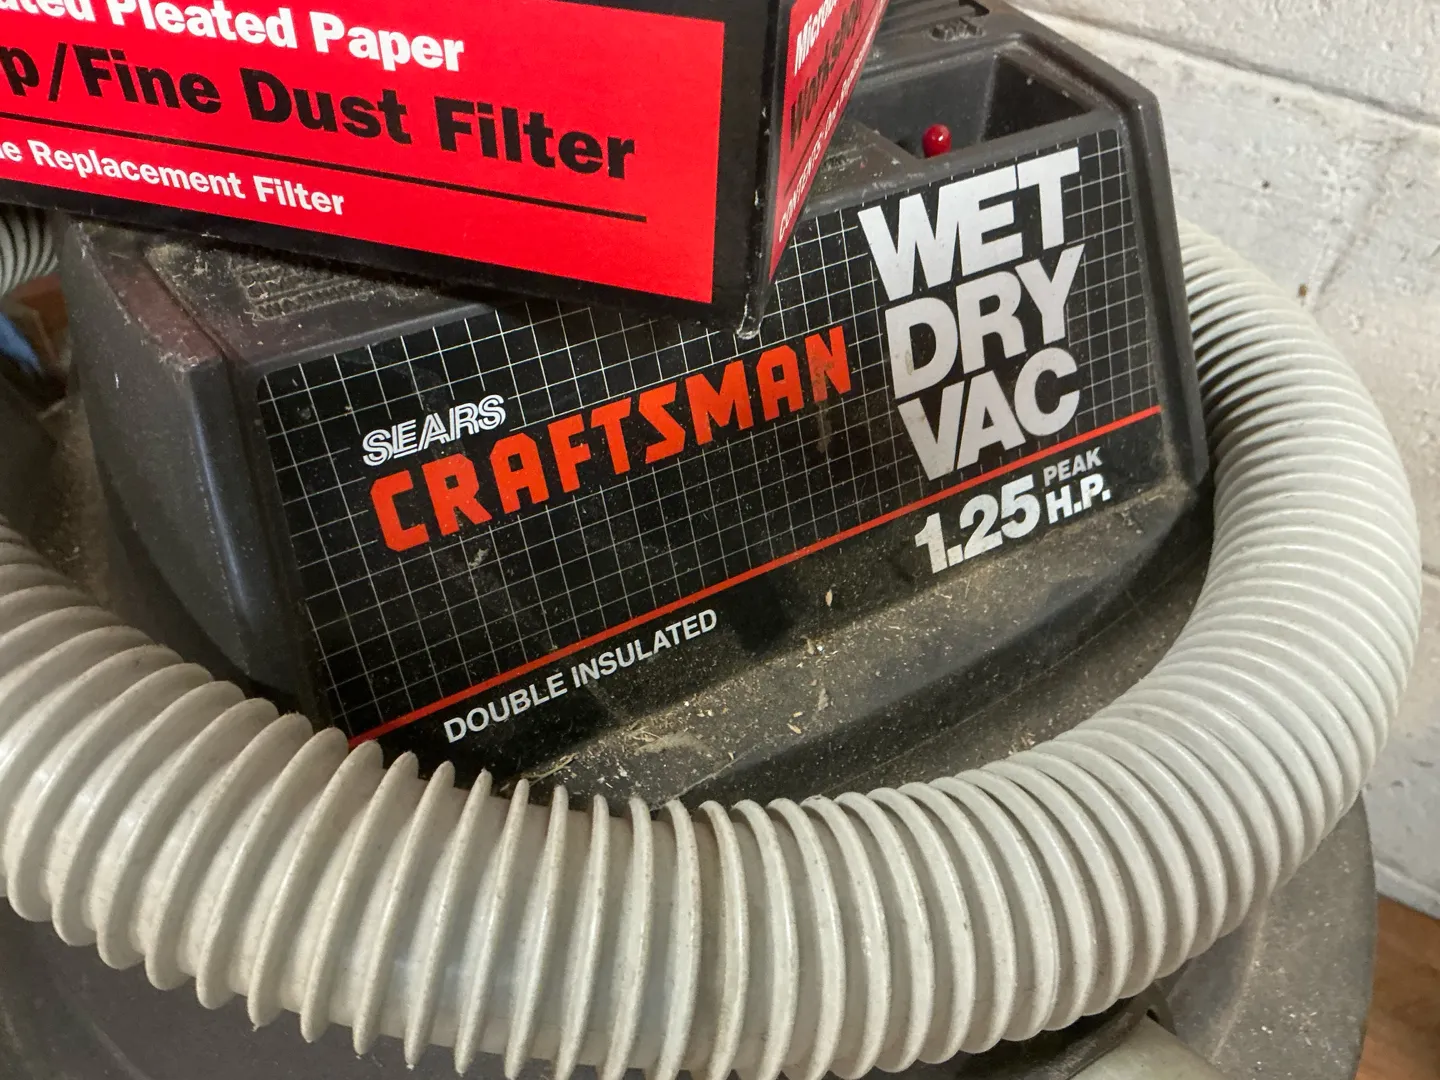 Pleated Paper
/Fine Dust Filter
Replacement Filter
SEARS
CRAFTSMAN
WET
DRY
VAC
1.25 PEAK
H.P.
DOUBLE INSULATED